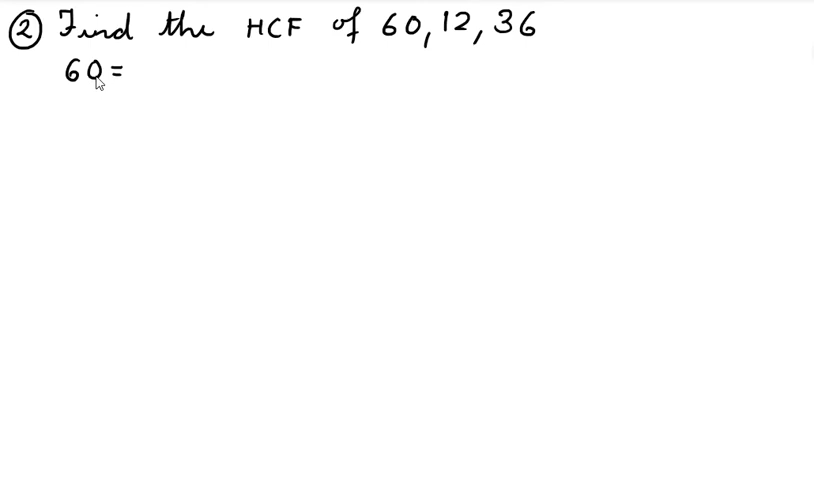 ② Find the HCF of 60, 12, 36
60 =